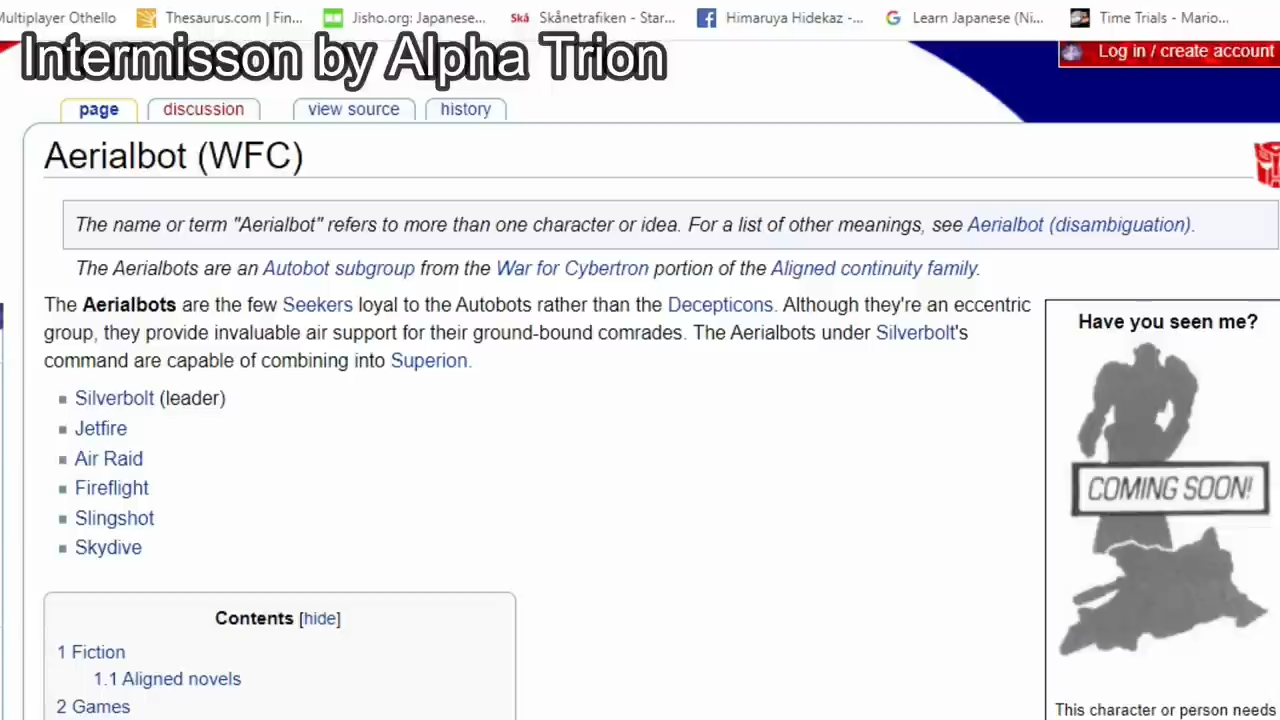 Multiplayer Othello Thesaurus.com | Fin... Jisho.org: Japanese... Skå Skånetrafiken - Star... Himaruya Hidekaz -... Learn Japanese (Ni... Time Trials - Mario...
Intermisson by Alpha Trion
Log in / create account
page discussion view source history
Aerialbot (WFC)
The name or term "Aerialbot" refers to more than one character or idea. For a list of other meanings, see Aerialbot (disambiguation).
The Aerialbots are an Autobot subgroup from the War for Cybertron portion of the Aligned continuity family.
The Aerialbots are the few Seekers loyal to the Autobots rather than the Decepticons. Although they're an eccentric
group, they provide invaluable air support for their ground-bound comrades. The Aerialbots under Silverbolt's
command are capable of combining into Superion.
Silverbolt (leader)
Jetfire
Air Raid
Fireflight
Slingshot
Skydive
Contents [hide]
1 Fiction
1.1 Aligned novels
2 Games
Have you seen me?
COMING SOON!
This character or person needs